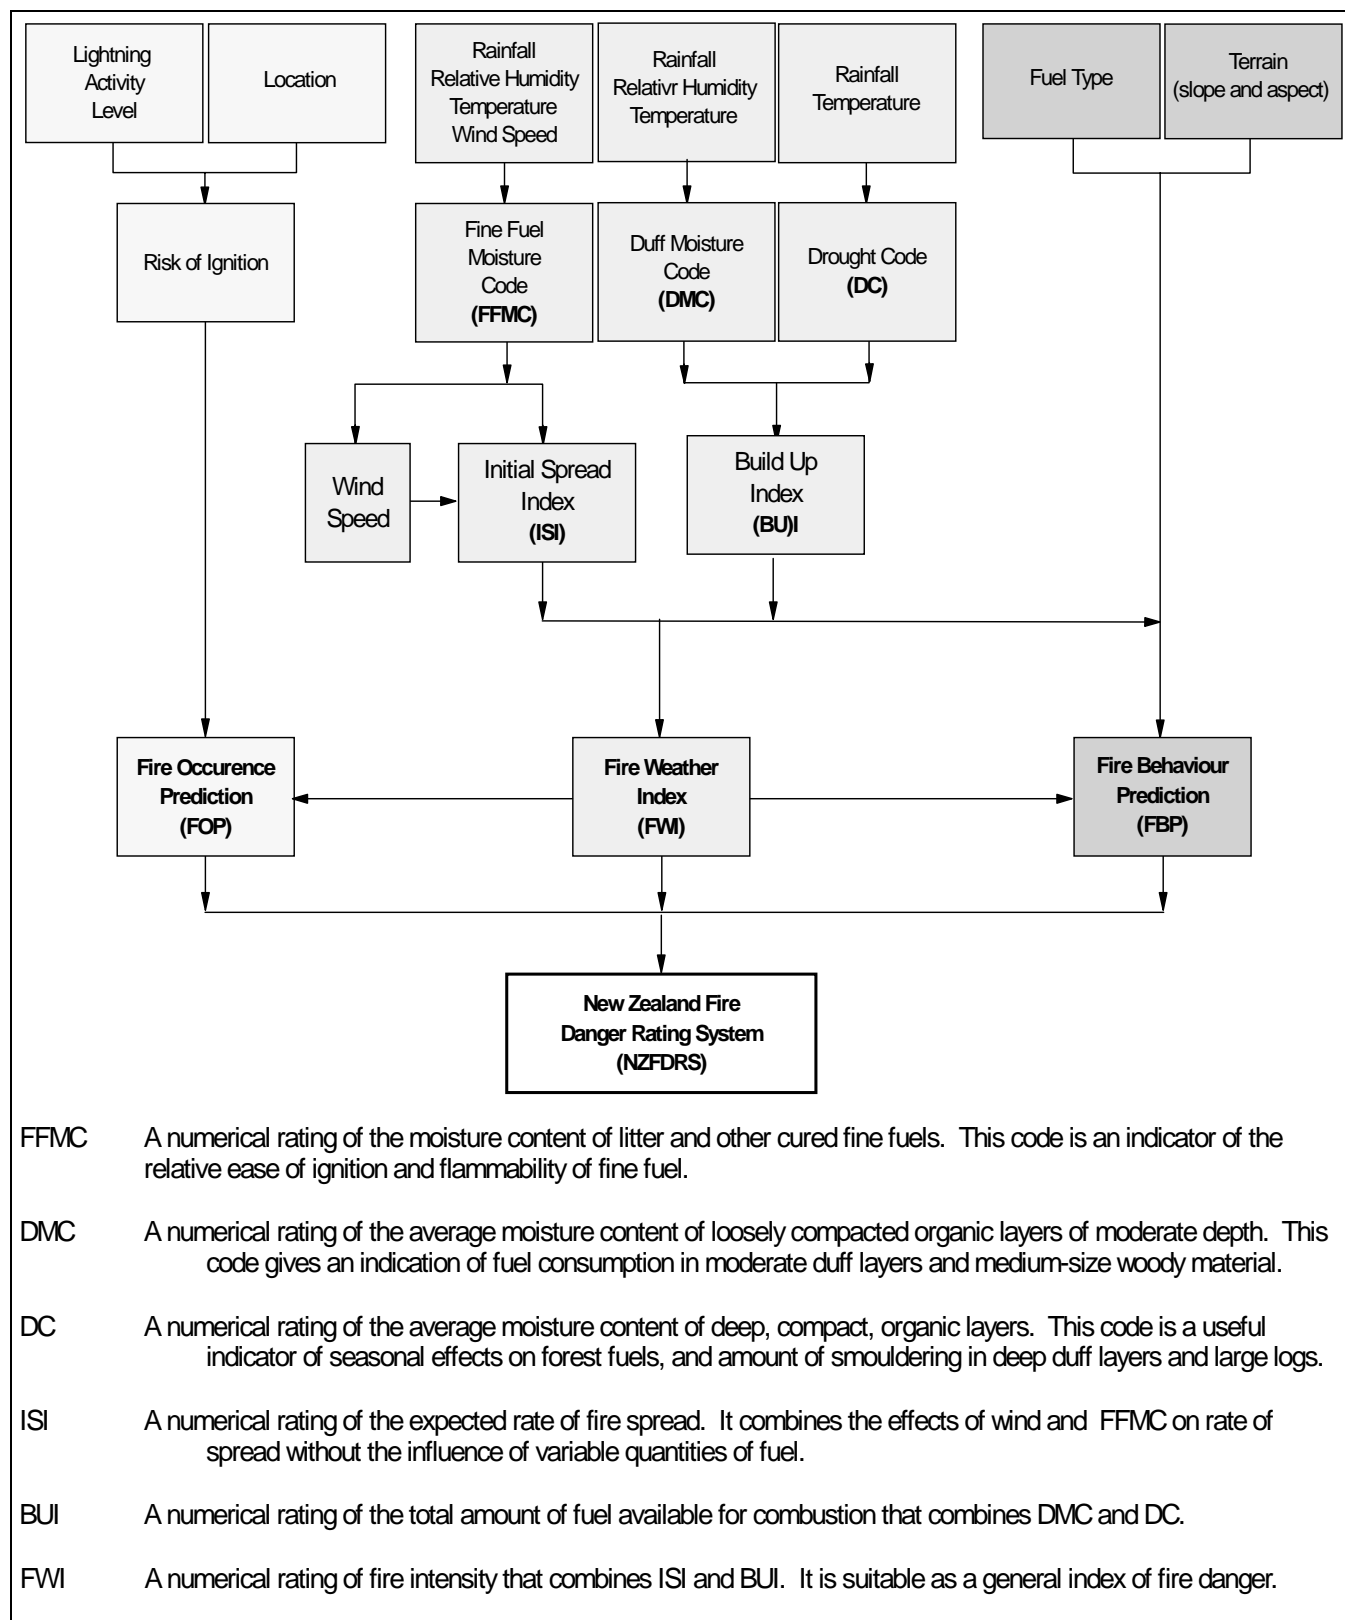 Lightning
Activity
Level
Location
Rainfall
Relative Humidity
Temperature
Wind Speed
Rainfall
Relativr Humidity
Temperature
Rainfall
Temperature
Fuel Type
Terrain
(slope and aspect)
Risk of Ignition
Fine Fuel
Moisture
Code
(FFMC)
Duff Moisture
Code
(DMC)
Drought Code
(DC)
Wind
Speed
Initial Spread
Index
(ISI)
Build Up
Index
(BU)I
Fire Occurence
Prediction
(FOP)
Fire Weather
Index
(FWI)
Fire Behaviour
Prediction
(FBP)
New Zealand Fire
Danger Rating System
(NZFDRS)
FFMC A numerical rating of the moisture content of litter and other cured fine fuels. This code is an indicator of the
relative ease of ignition and flammability of fine fuel.
DMC A numerical rating of the average moisture content of loosely compacted organic layers of moderate depth. This
code gives an indication of fuel consumption in moderate duff layers and medium-size woody material.
DC A numerical rating of the average moisture content of deep, compact, organic layers. This code is a useful
indicator of seasonal effects on forest fuels, and amount of smouldering in deep duff layers and large logs.
ISI A numerical rating of the expected rate of fire spread. It combines the effects of wind and FFMC on rate of
spread without the influence of variable quantities of fuel.
BUI A numerical rating of the total amount of fuel available for combustion that combines DMC and DC.
FWI A numerical rating of fire intensity that combines ISI and BUI. It is suitable as a general index of fire danger.